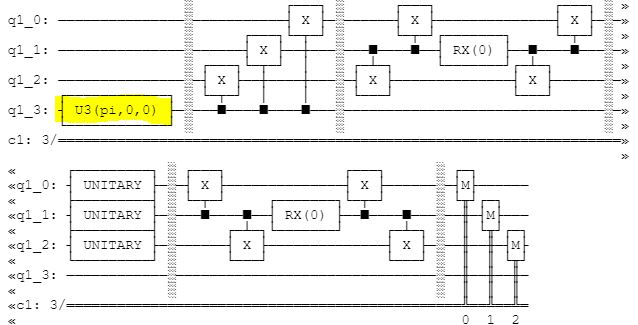 X X X »
q1_0: »
X RX(0) »
q1_1: »
X X X »
q1_2: »
q1_3: U3(pi,0,0) »
c1: 3/ »
«
«q1_0: UNITARY X X M
«q1_1: UNITARY RX(0) M
«q1_2: UNITARY X X M
«q1_3:
«c1: 3/
« 0 1 2